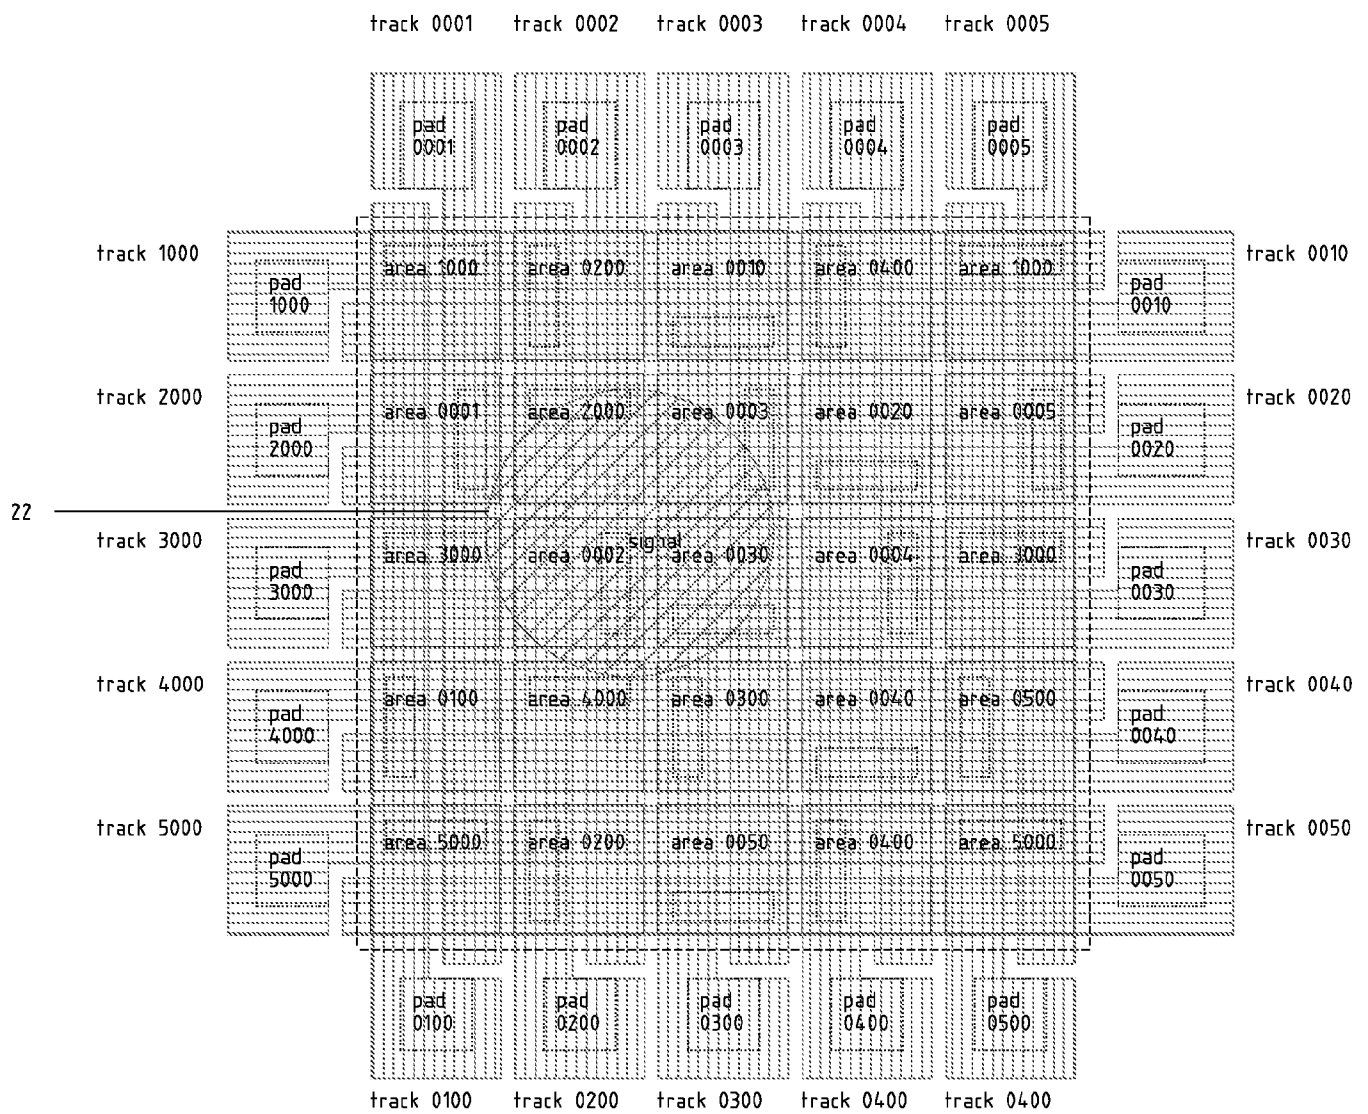 track 0001 track 0002 track 0003 track 0004 track 0005
pad pad pad pad pad
0001 0002 0003 0004 0005
track 1000 track 0010
area 1000 area 0200 area 0010 area 0400 area 1000
pad pad
1000 0010
track 2000 track 0020
area 0001 area 2000 area 0003 area 0020 area 0005
pad pad
2000 0020
22
track 3000 signal track 0030
area 3000 area 0002 area 0030 area 0004 area 3000
pad pad
3000 0030
track 4000 track 0040
area 0100 area 4000 area 0300 area 0040 area 0500
pad pad
4000 0040
track 5000 track 0050
area 5000 area 0200 area 0050 area 0400 area 5000
pad pad
5000 0050
pad pad pad pad pad
0100 0200 0300 0400 0500
track 0100 track 0200 track 0300 track 0400 track 0400